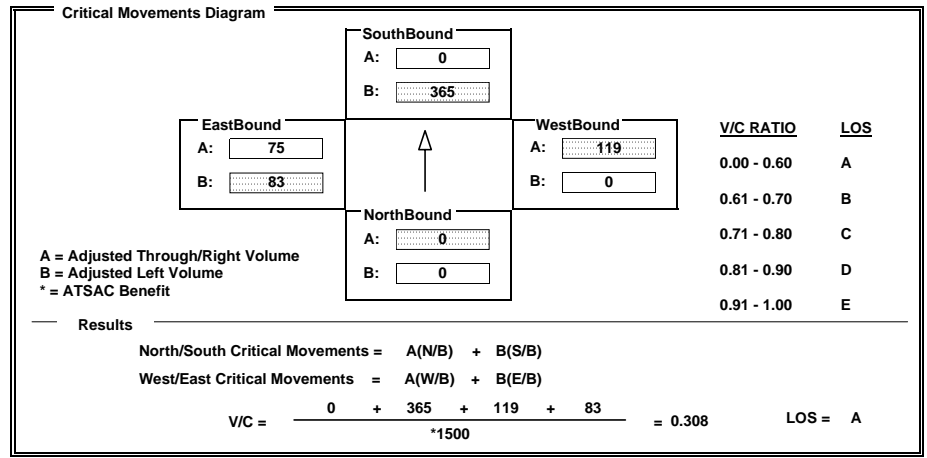 Critical Movements Diagram
SouthBound
A: 0
B: 365
EastBound
A: 75
B: 83
WestBound
A: 119
B: 0
NorthBound
A: 0
B: 0
V/C RATIO LOS
0.00 - 0.60 A
0.61 - 0.70 B
0.71 - 0.80 C
0.81 - 0.90 D
0.91 - 1.00 E
A = Adjusted Through/Right Volume
B = Adjusted Left Volume
* = ATSAC Benefit
Results
North/South Critical Movements = A(N/B) + B(S/B)
West/East Critical Movements = A(W/B) + B(E/B)
V/C = 0 + 365 + 119 + 83 = 0.308 LOS = A
*1500